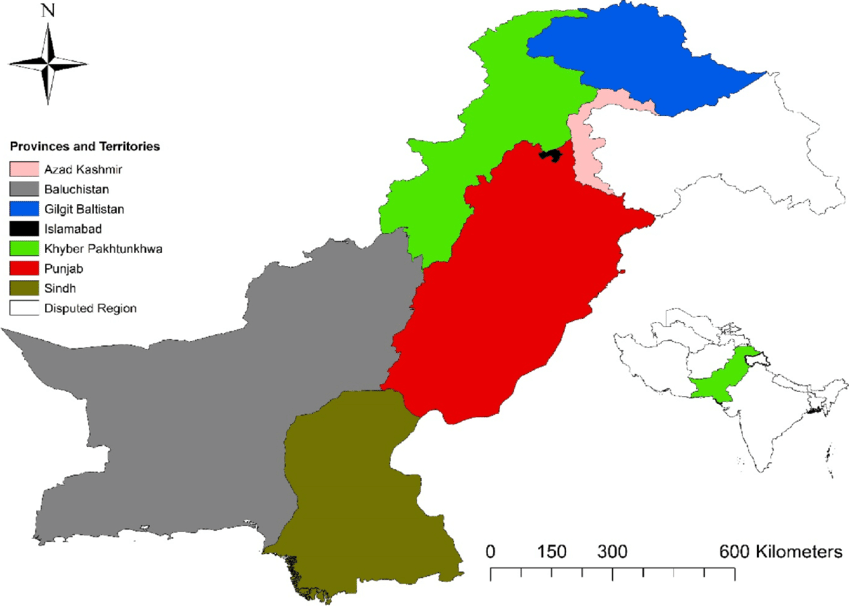 N
Provinces and Territories
Azad Kashmir
Baluchistan
Gilgit Baltistan
Islamabad
Khyber Pakhtunkhwa
Punjab
Sindh
Disputed Region
0 150 300 600 Kilometers